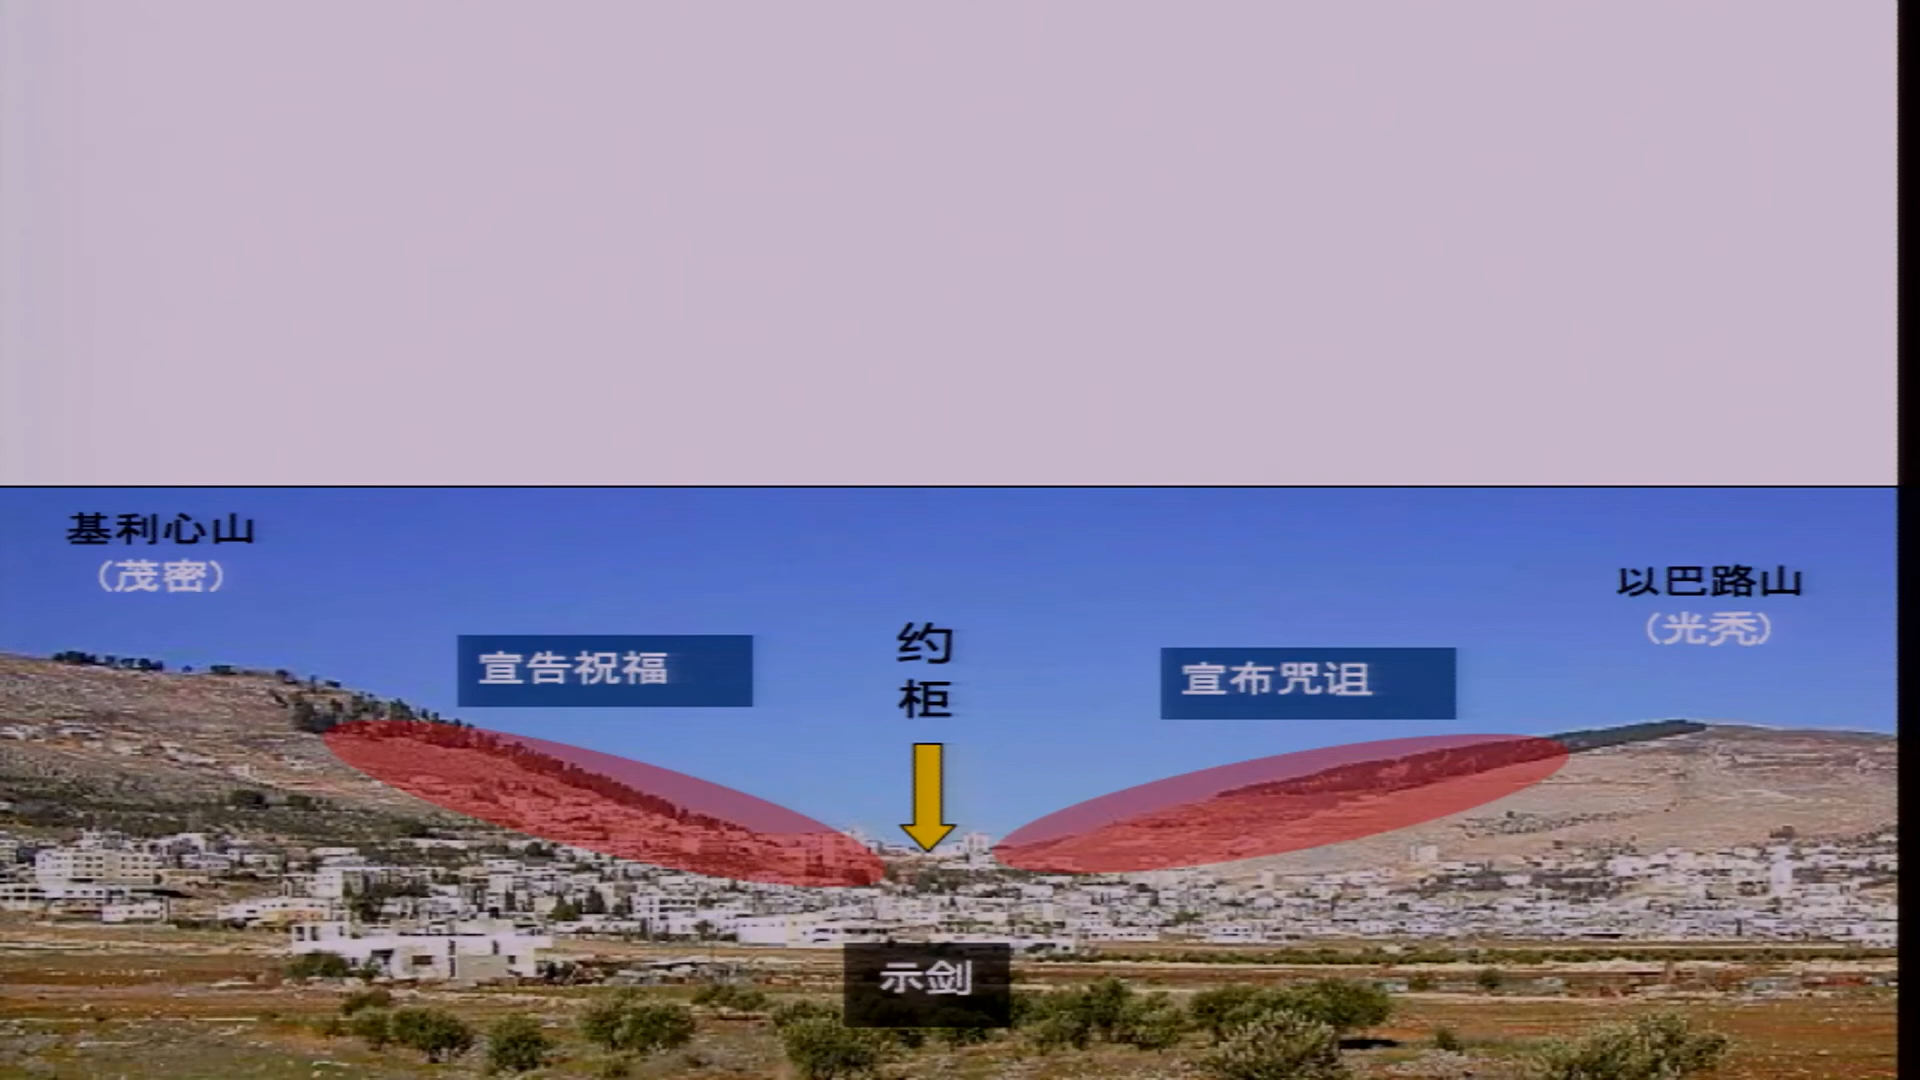 基利心山
（茂密）
以巴路山
（光秃）
宣告祝福
约
柜
宣布咒诅
示剑